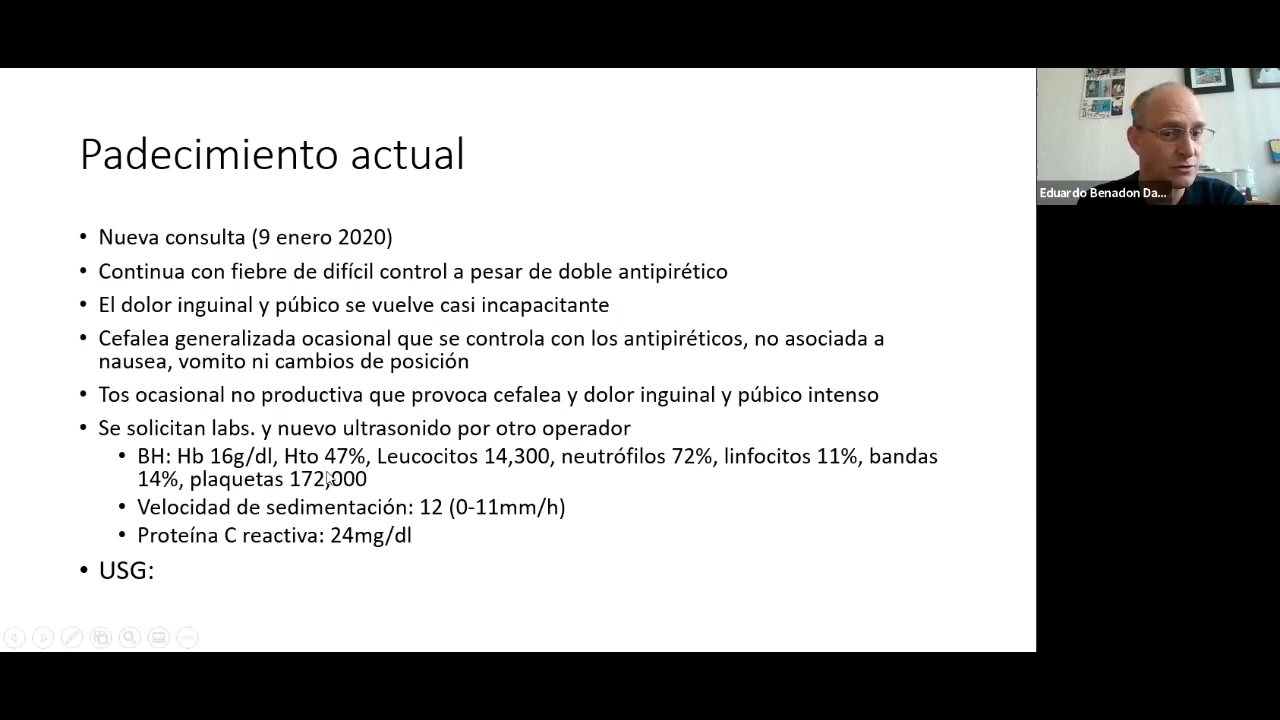 Padecimiento actual
• Nueva consulta (9 enero 2020)
• Continua con fiebre de difícil control a pesar de doble antipirético
• El dolor inguinal y púbico se vuelve casi incapacitante
• Cefalea generalizada ocasional que se controla con los antipiréticos, no asociada a
nausea, vomito ni cambios de posición
• Tos ocasional no productiva que provoca cefalea y dolor inguinal y púbico intenso
• Se solicitan labs. y nuevo ultrasonido por otro operador
• BH: Hb 16g/dl, Hto 47%, Leucocitos 14,300, neutrófilos 72%, linfocitos 11%, bandas
14%, plaquetas 172,000
• Velocidad de sedimentación: 12 (0-11mm/h)
• Proteína C reactiva: 24mg/dl
• USG:
Eduardo Benadon Da...